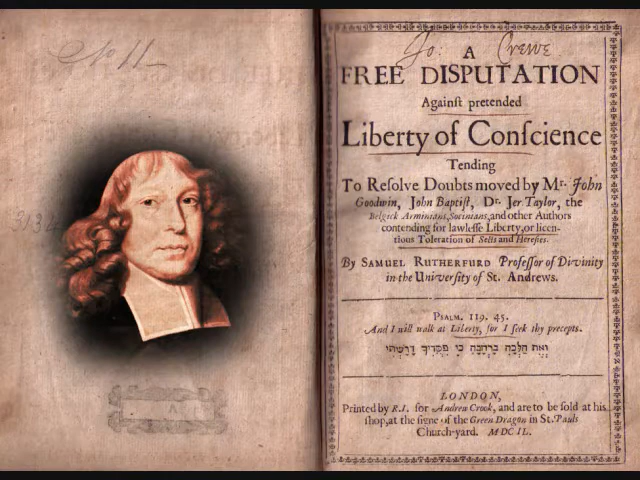 No 11
3134
Jo: Crewe
A
FREE DISPUTATION
Againſt pretended
Liberty of Conſcience
Tending
To Reſolve Doubts moved by Mr. John
Goodwin, John Baptiſt, Dr. Jer. Taylor, the
Belgick Arminians, Socinians, and other Authors
contending for lawleſſe Liberty, or licen-
tious Toleration of Sects and Hereſies.
By SAMUEL RUTHERFURD Profeſſor of Divinity
in the Univerſity of St. Andrews.
PSALM. 119. 45.
And I will walk at Liberty, for I ſeek thy precepts.
LONDON,
Printed by R.I. for Andrew Crook, and are to be ſold at his
ſhop, at the ſigne of the Green Dragon in St. Pauls
Church-yard. MDCIL.